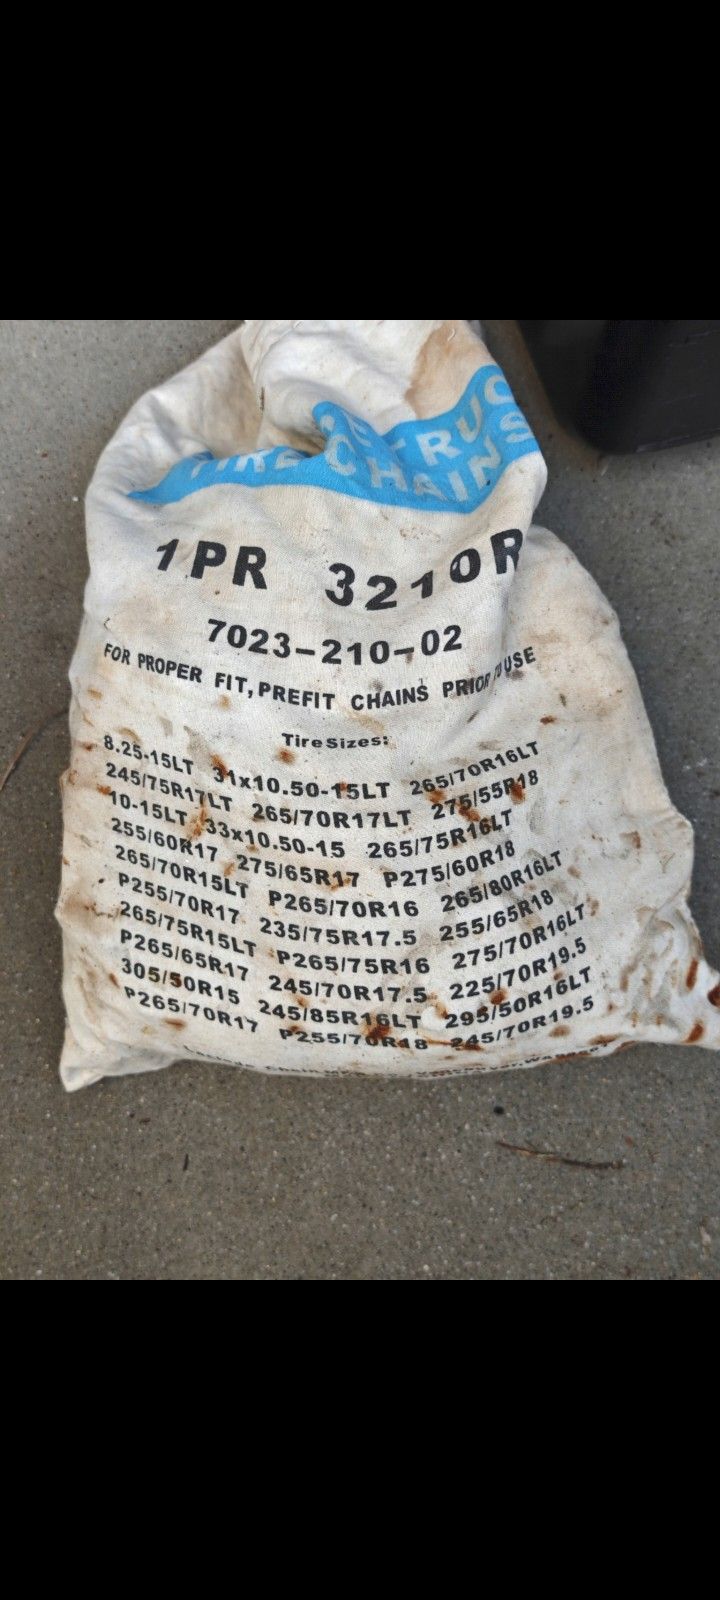 TIRE CHAINS
1PR 3210R
7023-210-02
FOR PROPER FIT, PREFIT CHAINS PRIOR TO USE
Tire Sizes:
8.25-15LT 31x10.50-15LT 265/70R16LT
245/75R17LT 265/70R17LT 275/55R18
10-15LT 33x10.50-15 265/75R16LT
255/60R17 275/65R17 P275/60R18
265/70R15LT P265/70R16 265/80R16LT
P255/70R17 235/75R17.5 255/65R18
265/75R15LT P265/75R16 275/70R16LT
P265/65R17 245/70R17.5 225/70R19.5
305/50R15 245/85R16LT 295/50R16LT
P265/70R17 P255/70R18 245/70R19.5